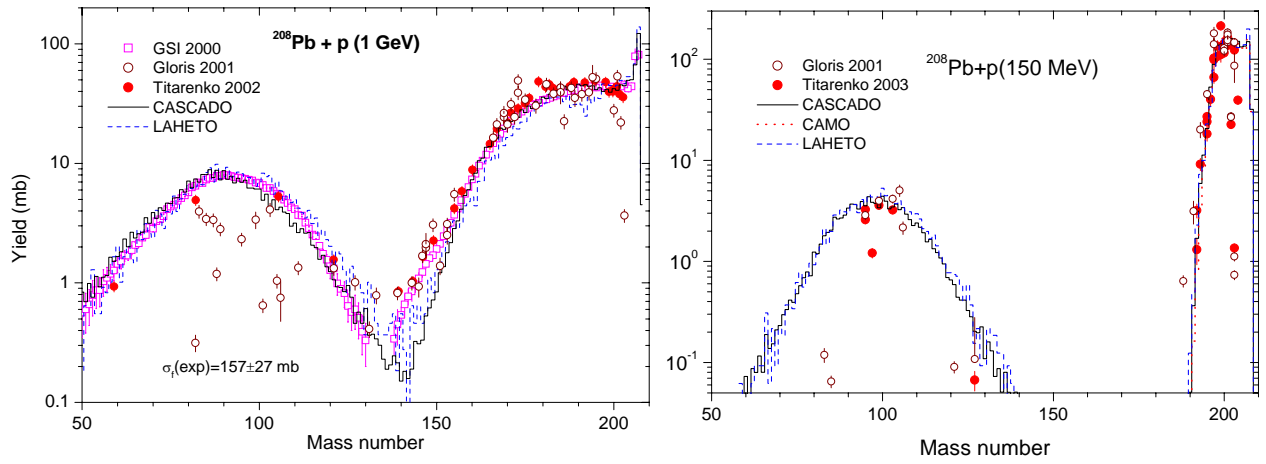 ²⁰⁸Pb + p (1 GeV)
GSI 2000
Gloris 2001
Titarenko 2002
CASCADO
LAHETO
σf(exp)=157±27 mb
Yield (mb)
100
10
1
0.1
50 100 150 200
Mass number
²⁰⁸Pb+p(150 MeV)
Gloris 2001
Titarenko 2003
CASCADO
CAMO
LAHETO
10²
10¹
10⁰
10⁻¹
50 100 150 200
Mass number